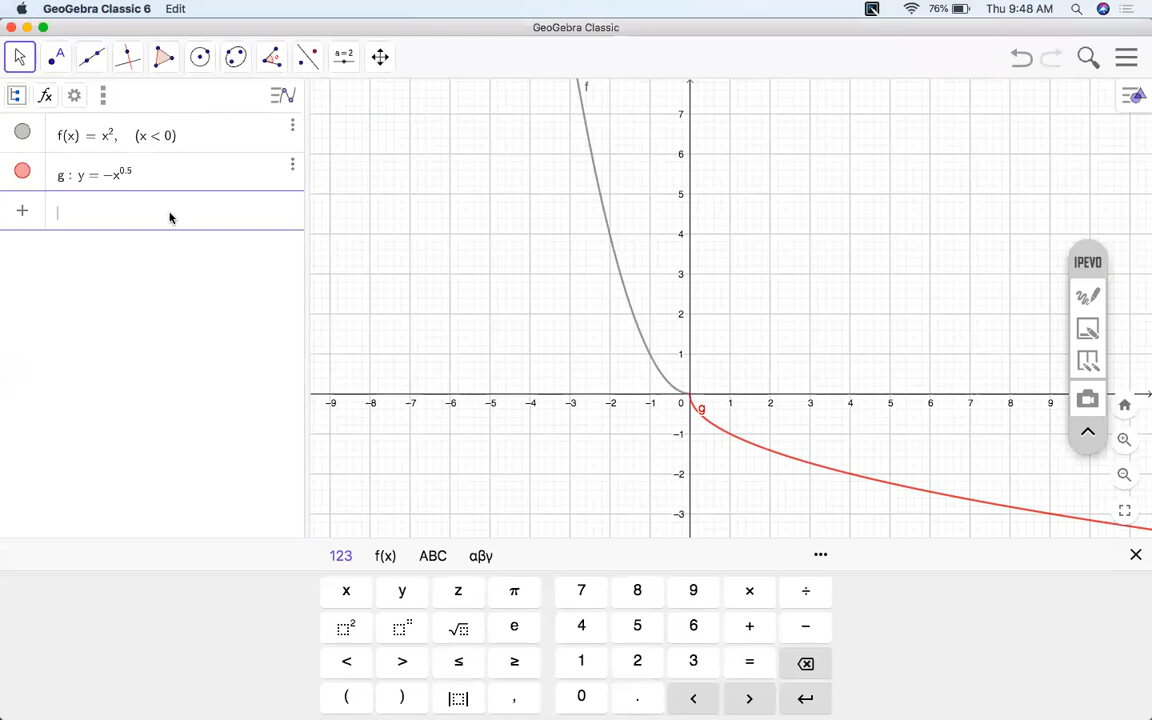 GeoGebra Classic 6 Edit 76% Thu 9:48 AM
GeoGebra Classic
A a=2
fx
f(x) = x², (x < 0)
g : y = −x^0.5
+
f
7
6
5
4
3
2
1
−9 −8 −7 −6 −5 −4 −3 −2 −1 0 1 2 3 4 5 6 7 8 9
g
−1
−2
−3
IPEVO
123 f(x) ABC αβγ ...
x y z π 7 8 9 × ÷
² √ e 4 5 6 + −
< > ≤ ≥ 1 2 3 =
( ) | | , 0 . < >